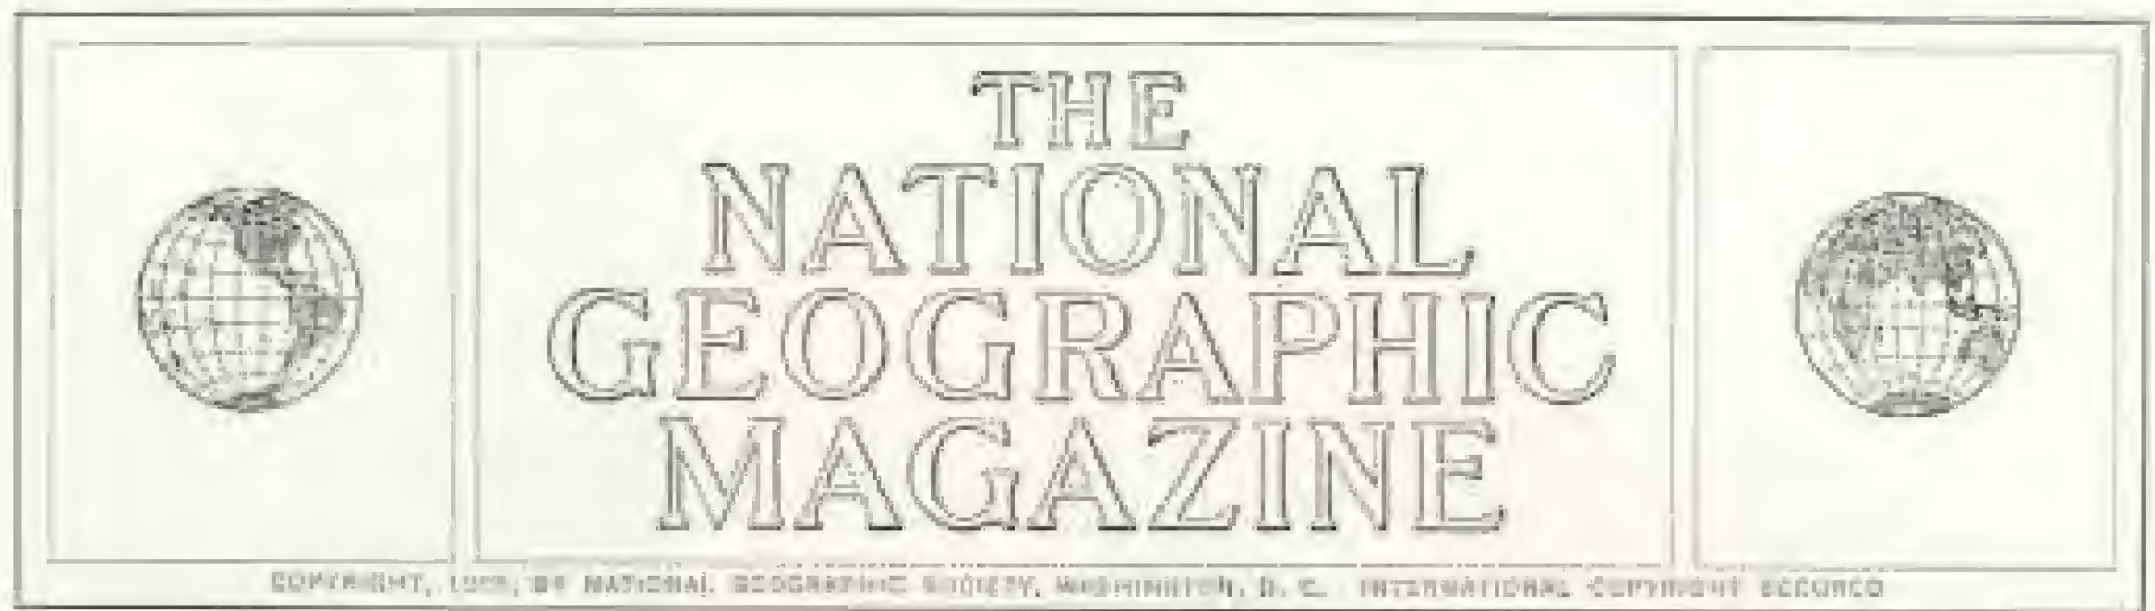 THE
NATIONAL
GEOGRAPHIC
MAGAZINE
COPYRIGHT, BY NATIONAL GEOGRAPHIC SOCIETY, WASHINGTON, D. C. INTERNATIONAL COPYRIGHT SECURED